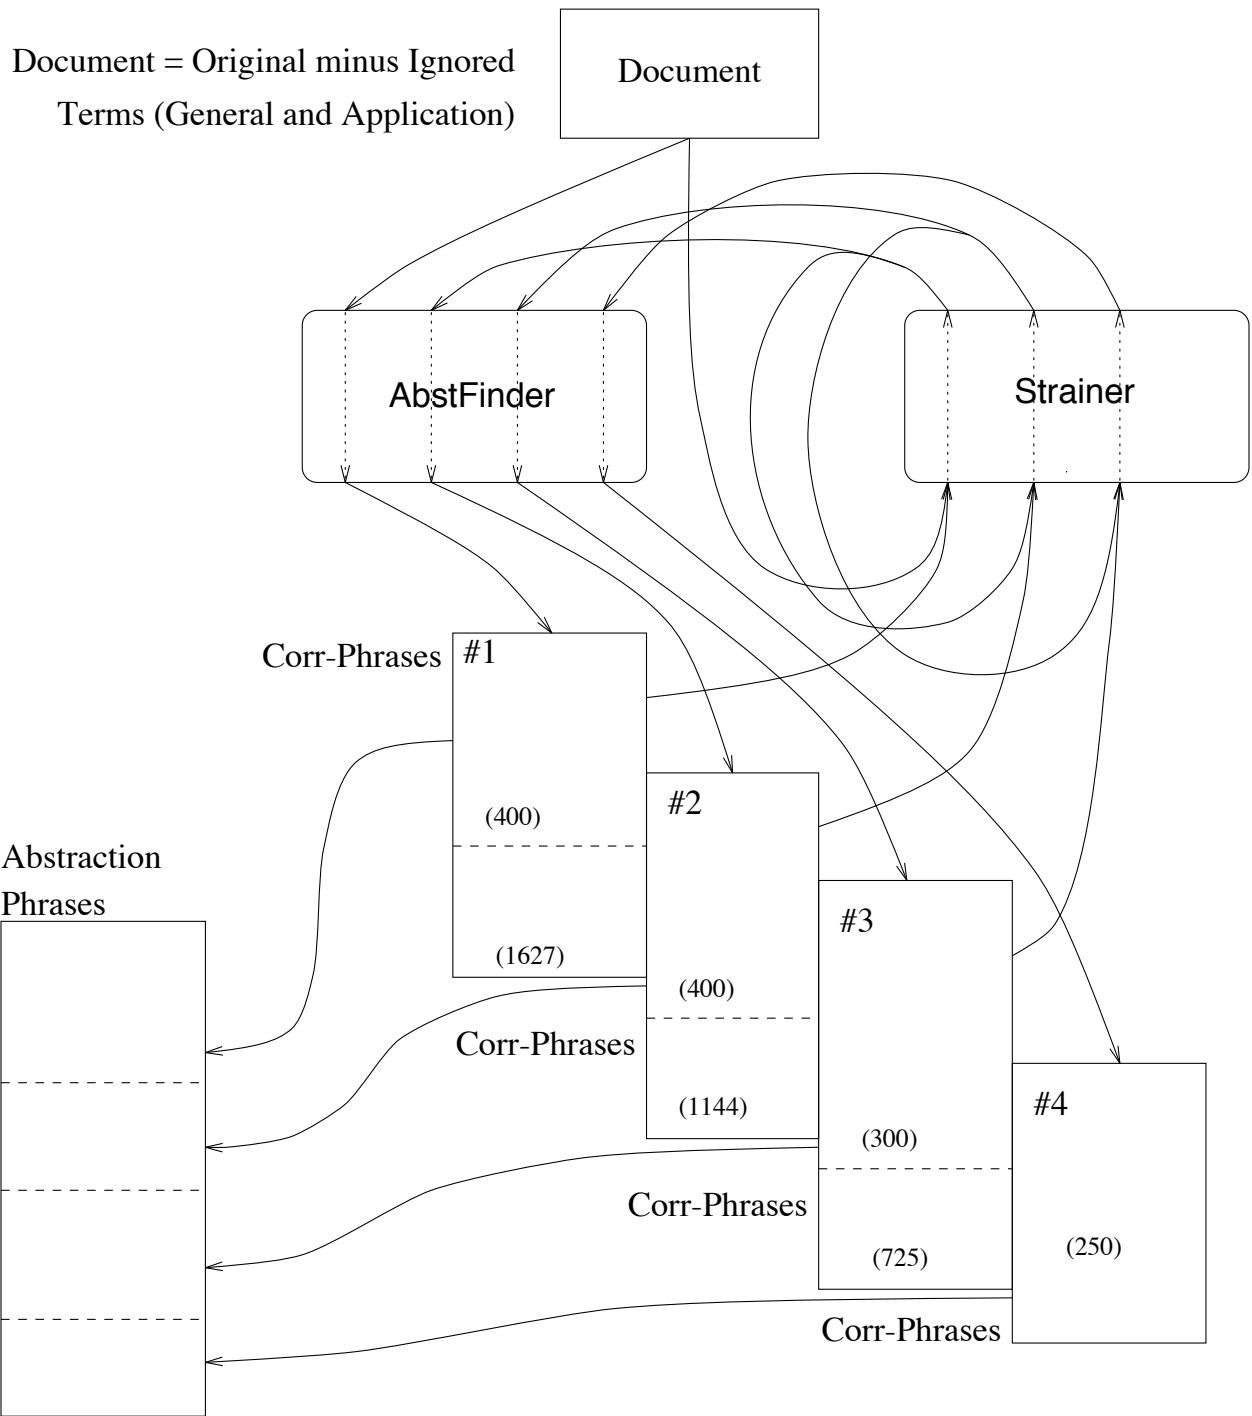 Document = Original minus Ignored
Terms (General and Application)
Document
AbstFinder
Strainer
Corr-Phrases
#1
(400)
(1627)
#2
(400)
(1144)
Corr-Phrases
#3
(300)
(725)
Corr-Phrases
#4
(250)
Corr-Phrases
Abstraction
Phrases